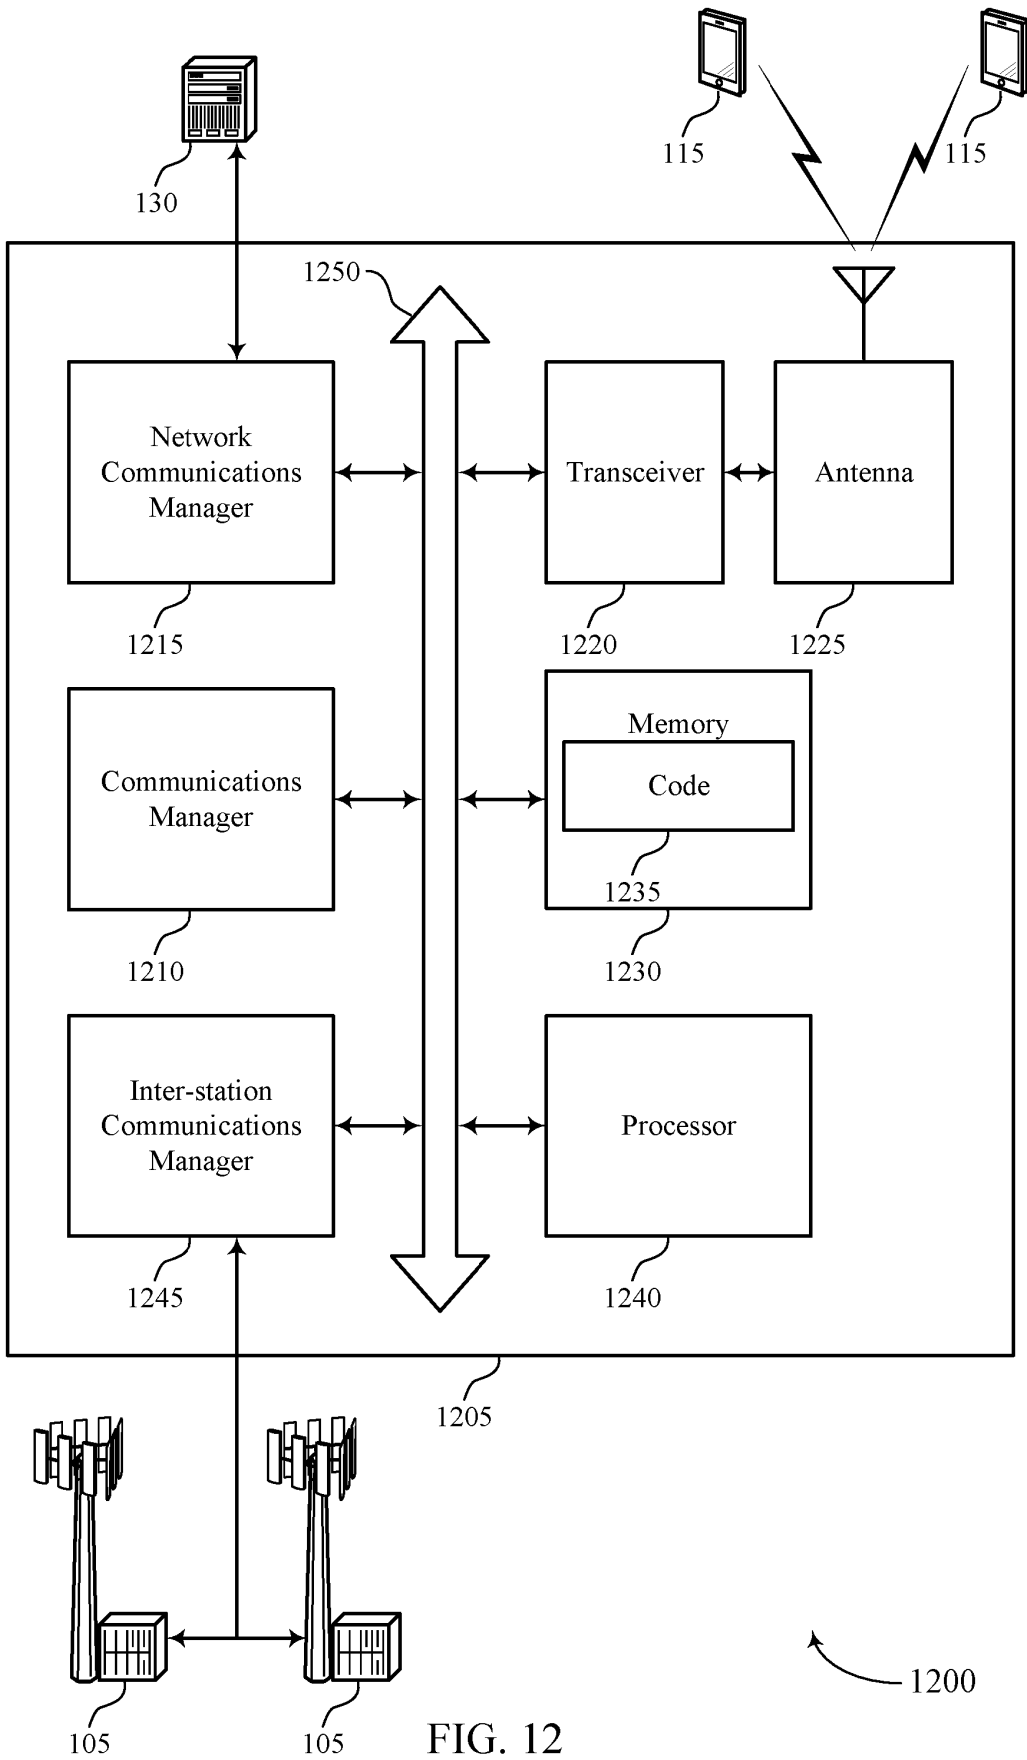 115
115
130
1250
Network
Communications
Manager
Transceiver
Antenna
1215
1220
1225
Memory
Code
1235
Communications
Manager
1210
1230
Inter-station
Communications
Manager
Processor
1245
1240
1205
1200
105
105
FIG. 12